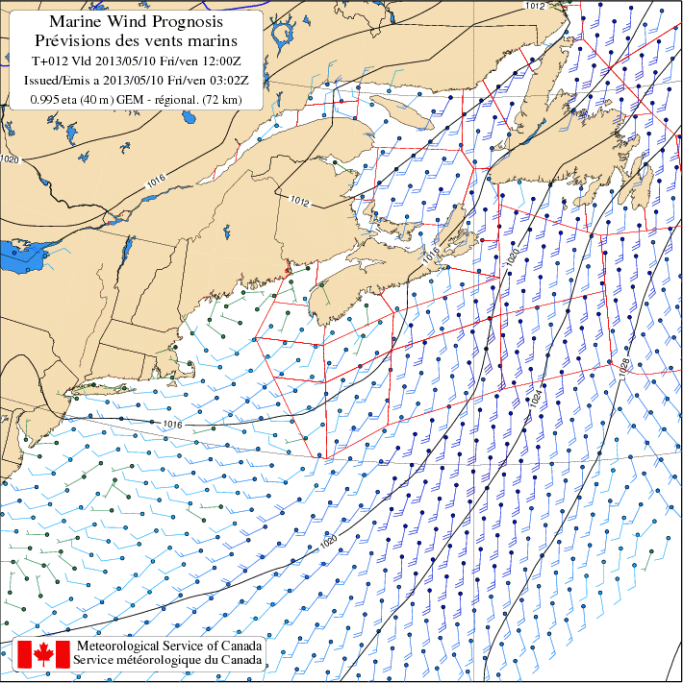 Marine Wind Prognosis
Prévisions des vents marins
T+012 Vld 2013/05/10 Fri/ven 12:00Z
Issued/Emis a 2013/05/10 Fri/ven 03:02Z
0.995 eta (40 m) GEM - régional. (72 km)
1012
1020
1016
1012
1016
1020
1028
1024
1016
1020
Meteorological Service of Canada
Service météorologique du Canada